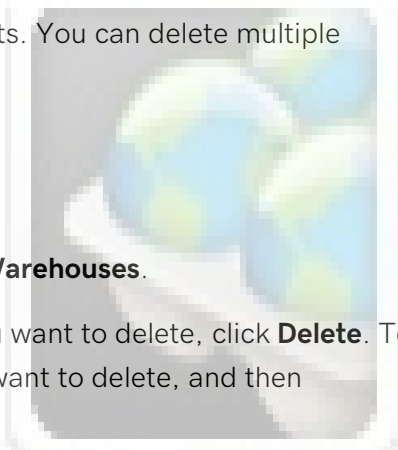 ts. You can delete multiple
Warehouses.
u want to delete, click Delete. To
want to delete, and then